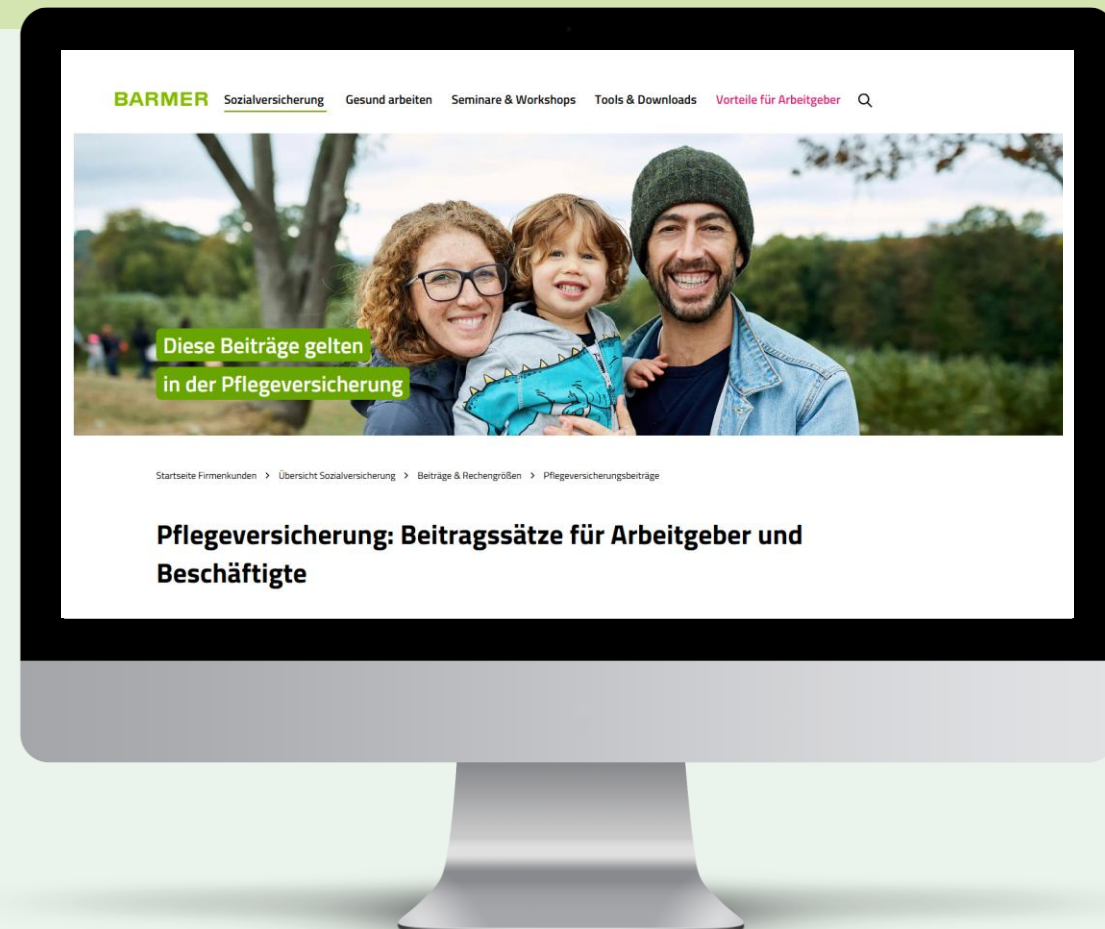 BARMER Sozialversicherung Gesund arbeiten Seminare & Workshops Tools & Downloads Vorteile für Arbeitgeber
Diese Beiträge gelten
in der Pflegeversicherung
Startseite Firmenkunden > Übersicht Sozialversicherung > Beiträge & Rechengrößen > Pflegeversicherungsbeiträge
Pflegeversicherung: Beitragssätze für Arbeitgeber und
Beschäftigte